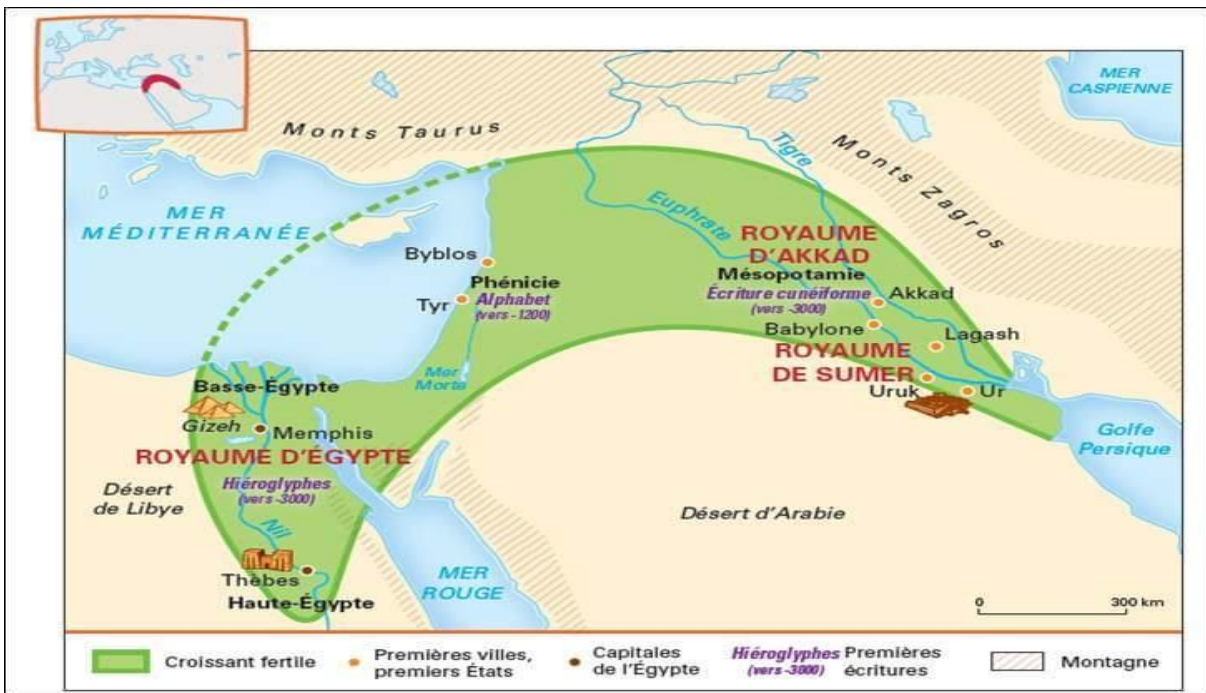 MER
CASPIENNE
Monts Taurus
Tigre
Monts Zagros
MER
MÉDITERRANÉE
Euphrate
ROYAUME
D'AKKAD
Mésopotamie
Écriture cunéiforme
(vers -3000)
Akkad
Byblos
Phénicie
Alphabet
(vers -1200)
Tyr
Babylone
Lagash
ROYAUME
DE SUMER
Uruk
Ur
Mer
Morte
Basse-Égypte
Gizeh
Memphis
ROYAUME D'ÉGYPTE
Hiéroglyphes
(vers -3000)
Golfe
Persique
Désert
de Libye
Nil
Désert d'Arabie
Thèbes
Haute-Égypte
MER
ROUGE
0 300 km
Croissant fertile
Premières villes,
premiers États
Capitales
de l'Égypte
Hiéroglyphes
(vers -3000)
Premières
écritures
Montagne